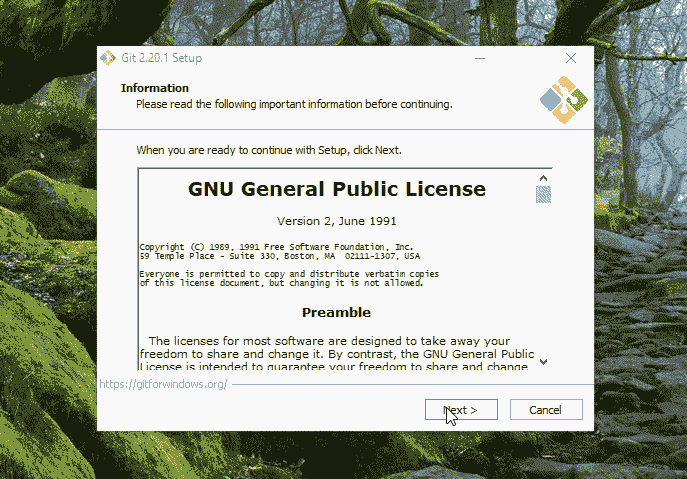 Git 2.20.1 Setup
Information
Please read the following important information before continuing.
When you are ready to continue with Setup, click Next.
GNU General Public License
Version 2, June 1991
Copyright (C) 1989, 1991 Free Software Foundation, Inc.
59 Temple Place - Suite 330, Boston, MA  02111-1307, USA
Everyone is permitted to copy and distribute verbatim copies
of this license document, but changing it is not allowed.
Preamble
The licenses for most software are designed to take away your
freedom to share and change it. By contrast, the GNU General Public
License is intended to guarantee your freedom to share and change
https://gitforwindows.org/
Next >
Cancel